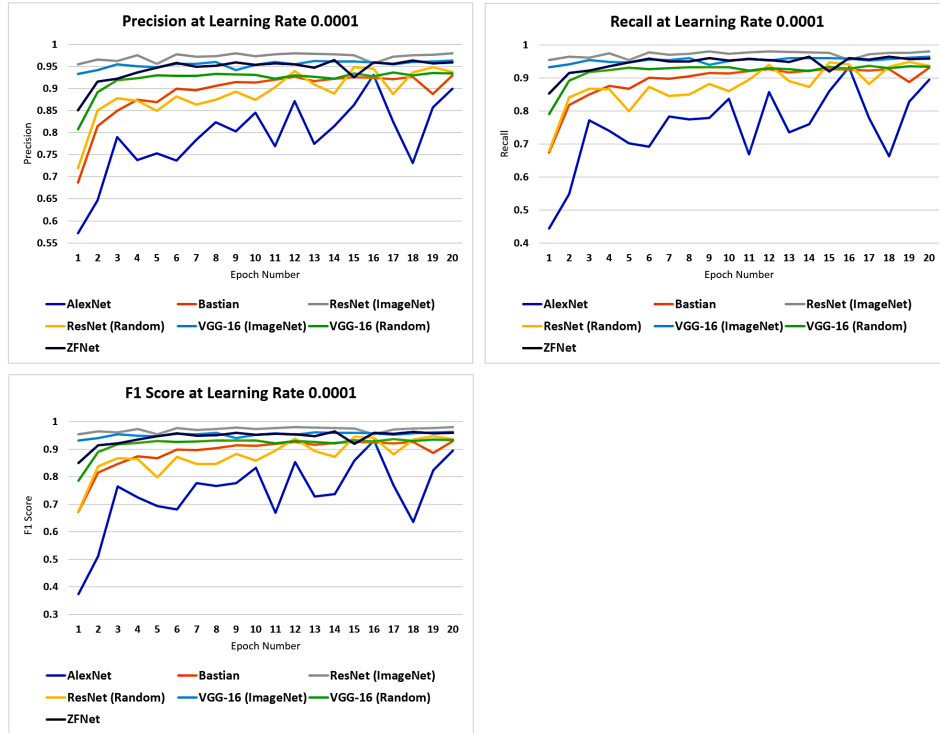 Precision at Learning Rate 0.0001
1
0.95
0.9
0.85
0.8
0.75
0.7
0.65
0.6
0.55
Precision
1 2 3 4 5 6 7 8 9 10 11 12 13 14 15 16 17 18 19 20
Epoch Number
AlexNet Bastian ResNet (ImageNet)
ResNet (Random) VGG-16 (ImageNet) VGG-16 (Random)
ZFNet
Recall at Learning Rate 0.0001
1
0.9
0.8
0.7
0.6
0.5
0.4
Recall
1 2 3 4 5 6 7 8 9 10 11 12 13 14 15 16 17 18 19 20
Epoch Number
AlexNet Bastian ResNet (ImageNet)
ResNet (Random) VGG-16 (ImageNet) VGG-16 (Random)
ZFNet
F1 Score at Learning Rate 0.0001
1
0.9
0.8
0.7
0.6
0.5
0.4
0.3
F1 Score
1 2 3 4 5 6 7 8 9 10 11 12 13 14 15 16 17 18 19 20
Epoch Number
AlexNet Bastian ResNet (ImageNet)
ResNet (Random) VGG-16 (ImageNet) VGG-16 (Random)
ZFNet